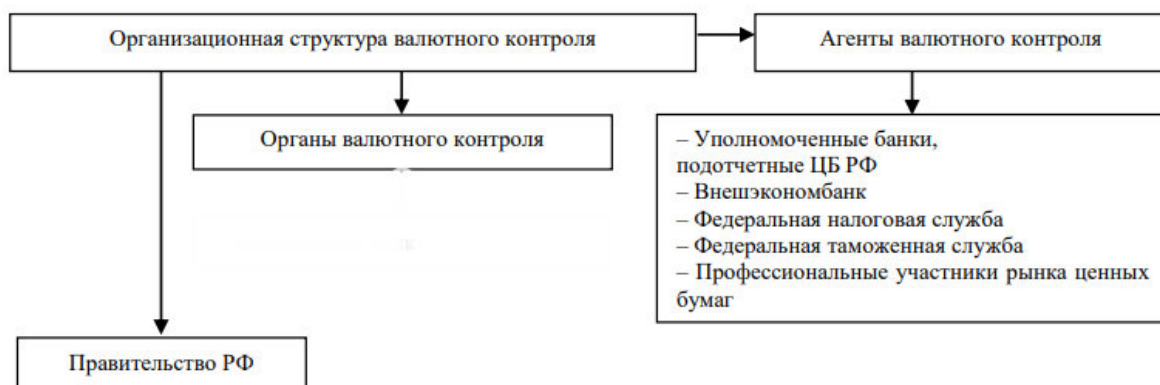 Организационная структура валютного контроля
Агенты валютного контроля
Органы валютного контроля
– Уполномоченные банки,
подотчетные ЦБ РФ
– Внешэкономбанк
– Федеральная налоговая служба
– Федеральная таможенная служба
– Профессиональные участники рынка ценных
бумаг
Правительство РФ